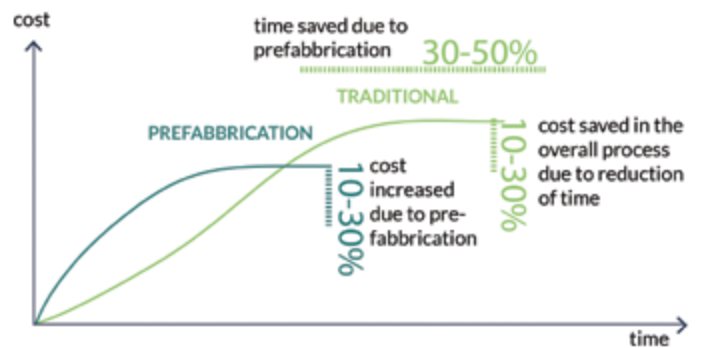 cost
time saved due to
prefabbrication
30-50%
TRADITIONAL
PREFABBRICATION
10-30%
cost
increased
due to pre-
fabbrication
10-30%
cost saved in the
overall process
due to reduction
of time
time